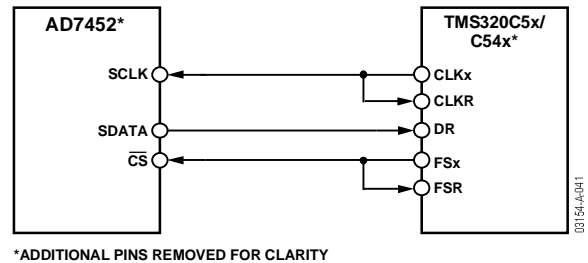 AD7452*
TMS320C5x/
C54x*
SCLK
CLKx
CLKR
SDATA
DR
CS
FSx
FSR
03154-A-041
*ADDITIONAL PINS REMOVED FOR CLARITY